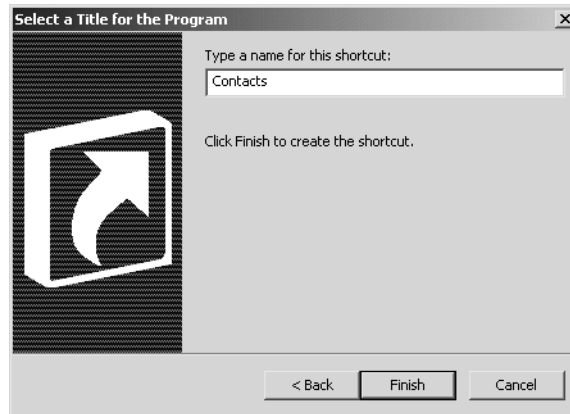 Select a Title for the Program
Type a name for this shortcut:
Contacts
Click Finish to create the shortcut.
< Back
Finish
Cancel